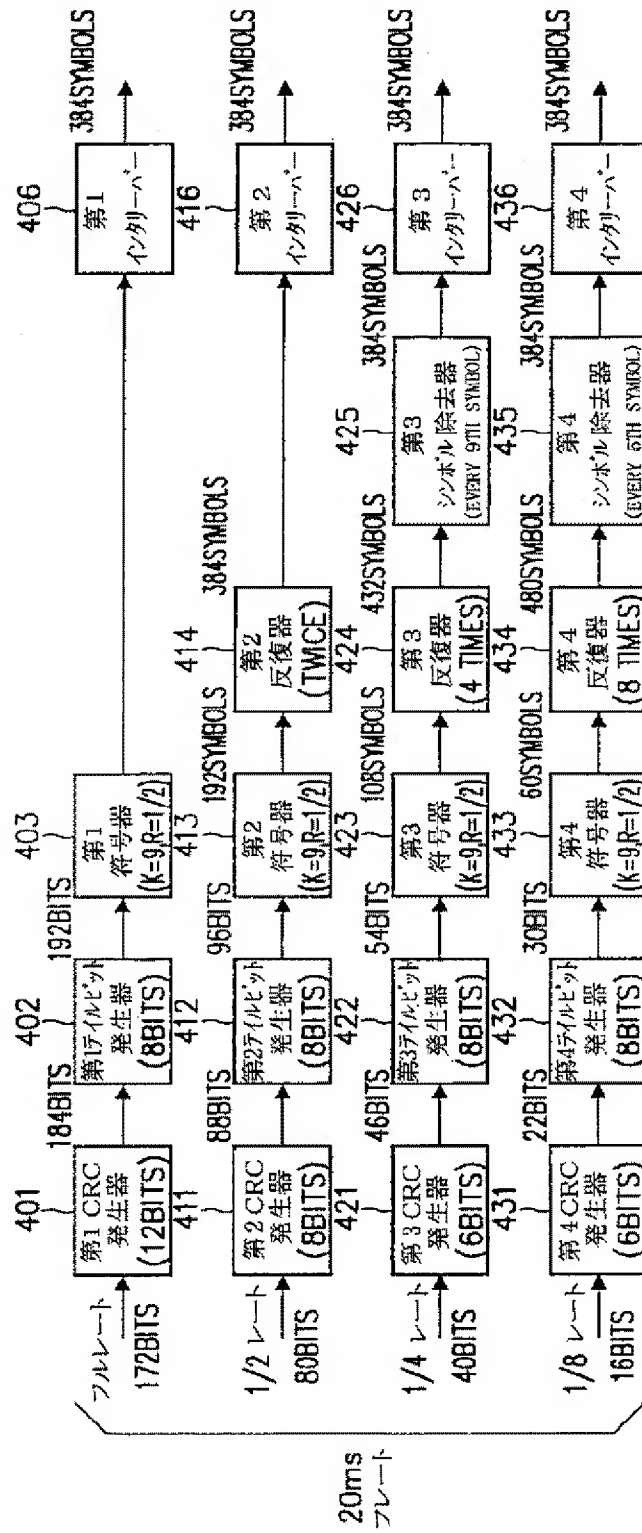 20ms
フレート
フルレート
172BITS
401
第1 CRC
発生器
(12BITS)
184BITS
402
第1テイルビット
発生器
(8BITS)
192BITS
403
第1
符号器
(K=9,R=1/2)
406
第1
インタリーバー
384SYMBOLS
1/2 レート
80BITS
411
第2 CRC
発生器
(8BITS)
88BITS
412
第2テイルビット
発生器
(8BITS)
96BITS
413
第2
符号器
(K=9,R=1/2)
192SYMBOLS
414
第2
反復器
(TWICE)
384SYMBOLS
416
第2
インタリーバー
384SYMBOLS
1/4 レート
40BITS
421
第3 CRC
発生器
(6BITS)
46BITS
422
第3テイルビット
発生器
(8BITS)
54BITS
423
第3
符号器
(K=9,R=1/2)
108SYMBOLS
424
第3
反復器
(4 TIMES)
432SYMBOLS
425
第3
シンボル除去器
(EVERY 9TH SYMBOL)
384SYMBOLS
426
第3
インタリーバー
384SYMBOLS
1/8 レート
16BITS
431
第4 CRC
発生器
(6BITS)
22BITS
432
第4テイルビット
発生器
(8BITS)
30BITS
433
第4
符号器
(K=9,R=1/2)
60SYMBOLS
434
第4
反復器
(8 TIMES)
480SYMBOLS
435
第4
シンボル除去器
(EVERY 5TH SYMBOL)
384SYMBOLS
436
第4
インタリーバー
384SYMBOLS